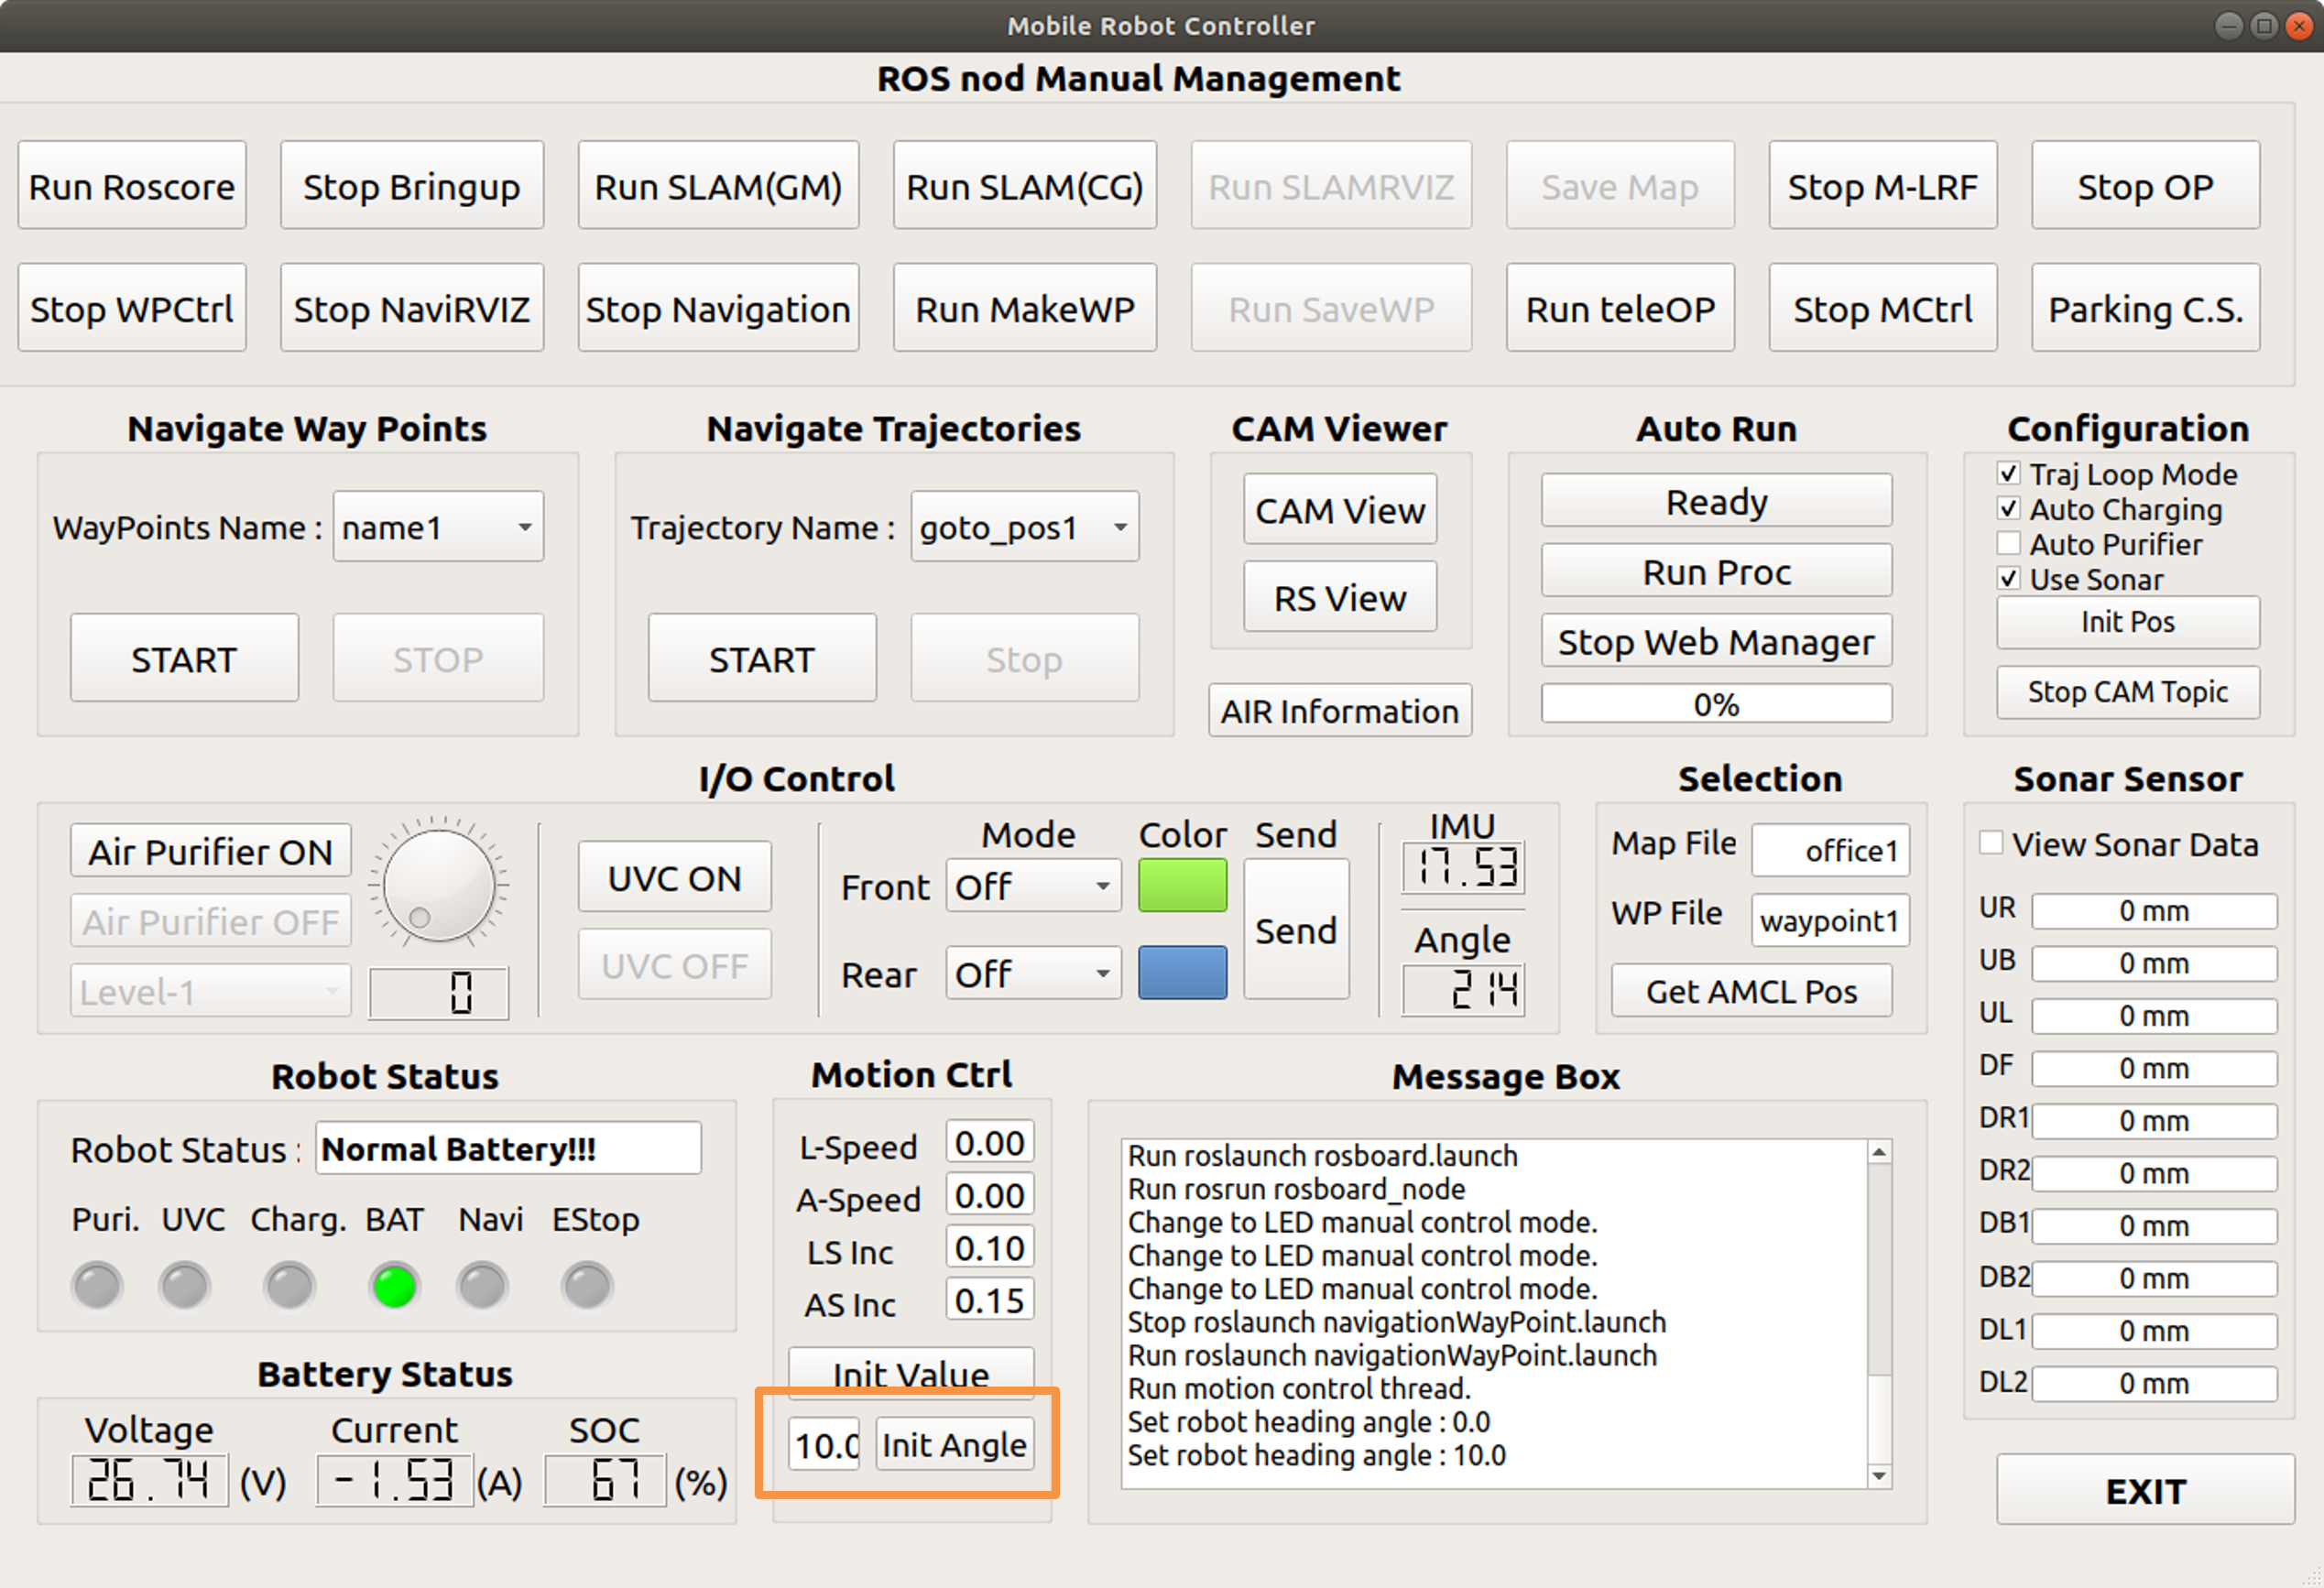 Mobile Robot Controller
ROS nod Manual Management
Run Roscore Stop Bringup Run SLAM(GM) Run SLAM(CG) Run SLAMRVIZ Save Map Stop M-LRF Stop OP
Stop WPCtrl Stop NaviRVIZ Stop Navigation Run MakeWP Run SaveWP Run teleOP Stop MCtrl Parking C.S.
Navigate Way Points
WayPoints Name : name1
START STOP
Navigate Trajectories
Trajectory Name : goto_pos1
START Stop
CAM Viewer
CAM View
RS View
AIR Information
Auto Run
Ready
Run Proc
Stop Web Manager
0%
Configuration
Traj Loop Mode
Auto Charging
Auto Purifier
Use Sonar
Init Pos
Stop CAM Topic
I/O Control
Air Purifier ON
Air Purifier OFF
Level-1
0
UVC ON
UVC OFF
Mode Color Send
Front Off
Rear Off
Send
IMU
17.53
Angle
214
Selection
Map File office1
WP File waypoint1
Get AMCL Pos
Sonar Sensor
View Sonar Data
UR 0 mm
UB 0 mm
UL 0 mm
DF 0 mm
DR1 0 mm
DR2 0 mm
DB1 0 mm
DB2 0 mm
DL1 0 mm
DL2 0 mm
Robot Status
Robot Status : Normal Battery!!!
Puri. UVC Charg. BAT Navi EStop
Battery Status
Voltage Current SOC
26.74 (V) -1.53 (A) 67 (%)
Motion Ctrl
L-Speed 0.00
A-Speed 0.00
LS Inc 0.10
AS Inc 0.15
Init Value
10.0 Init Angle
Message Box
Run roslaunch rosboard.launch
Run rosrun rosboard_node
Change to LED manual control mode.
Change to LED manual control mode.
Change to LED manual control mode.
Stop roslaunch navigationWayPoint.launch
Run roslaunch navigationWayPoint.launch
Run motion control thread.
Set robot heading angle : 0.0
Set robot heading angle : 10.0
EXIT